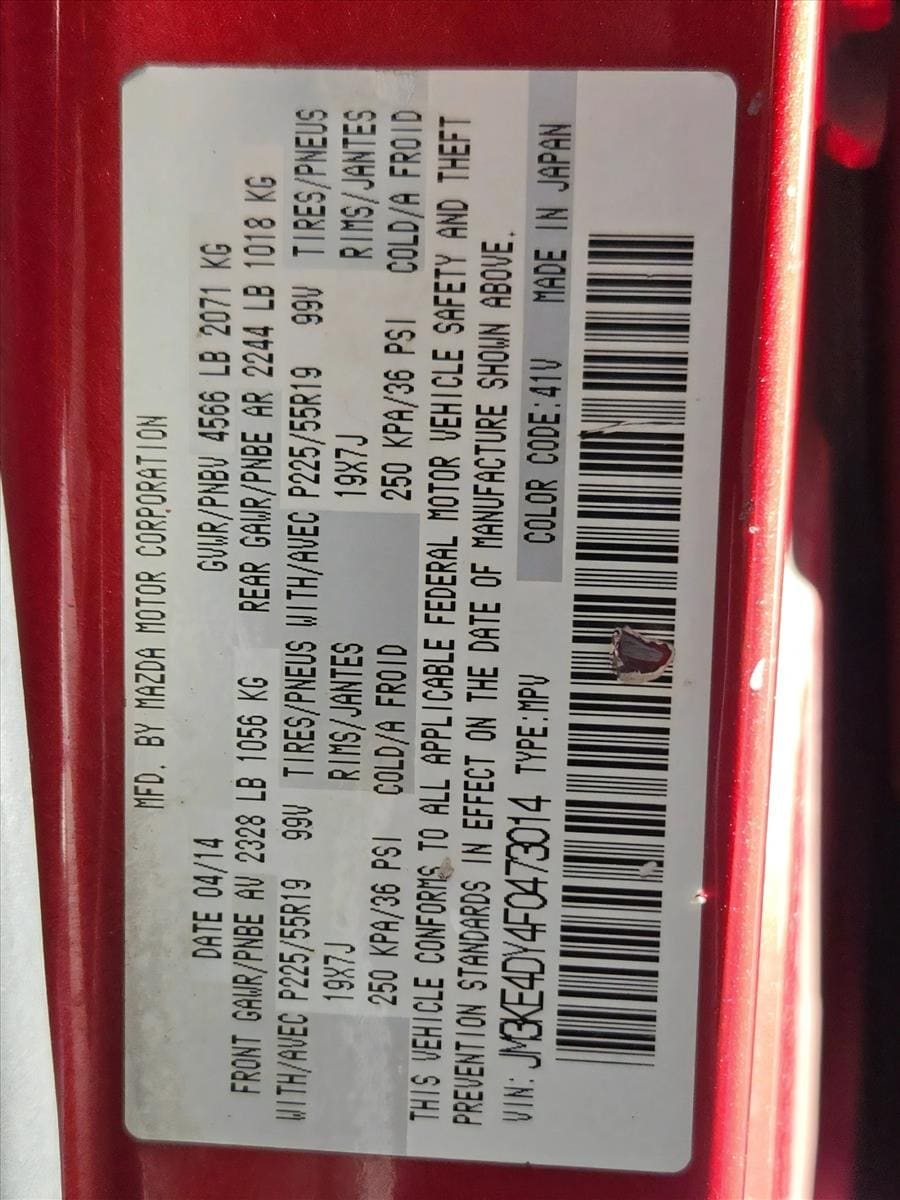 MFD. BY MAZDA MOTOR CORPORATION
DATE 04/14 GVWR/PNBV 4566 LB 2071 KG
FRONT GAWR/PNBE AV 2328 LB 1056 KG REAR GAWR/PNBE AR 2244 LB 1018 KG
WITH/AVEC P225/55R19 99V TIRES/PNEUS WITH/AVEC P225/55R19 99V TIRES/PNEUS
19X7J RIMS/JANTES 19X7J RIMS/JANTES
250 KPA/36 PSI COLD/A FROID 250 KPA/36 PSI COLD/A FROID
THIS VEHICLE CONFORMS TO ALL APPLICABLE FEDERAL MOTOR VEHICLE SAFETY AND THEFT
PREVENTION STANDARDS IN EFFECT ON THE DATE OF MANUFACTURE SHOWN ABOVE.
VIN: JM3KE4DY4F0473014 TYPE:MPV COLOR CODE:41V MADE IN JAPAN